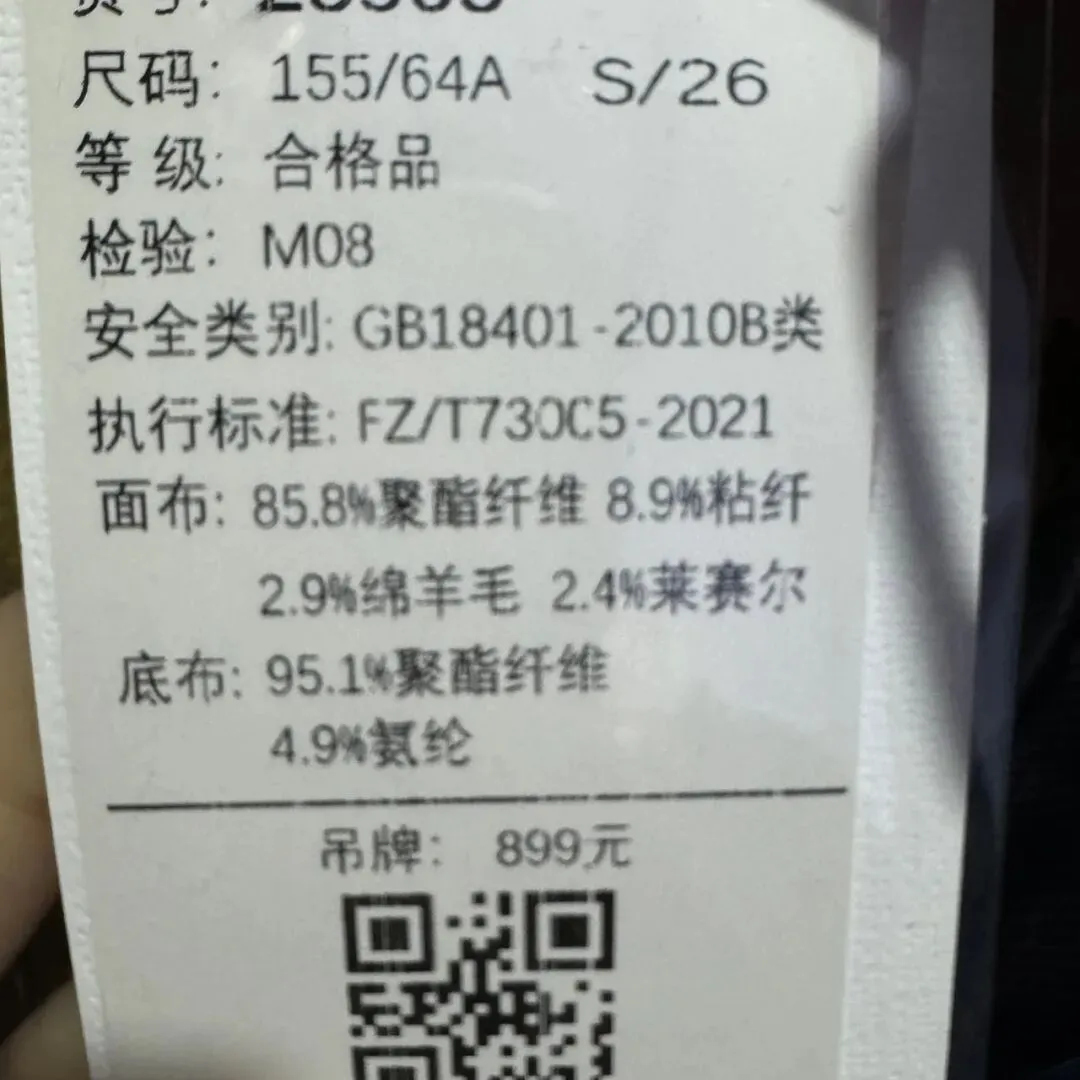 尺码: 155/64A S/26
等 级: 合格品
检验: M08
安全类别: GB18401-2010B类
执行标准: FZ/T73005-2021
面布: 85.8%聚酯纤维 8.9%粘纤
2.9%绵羊毛 2.4%莱赛尔
底布: 95.1%聚酯纤维
4.9%氨纶
吊牌: 899元